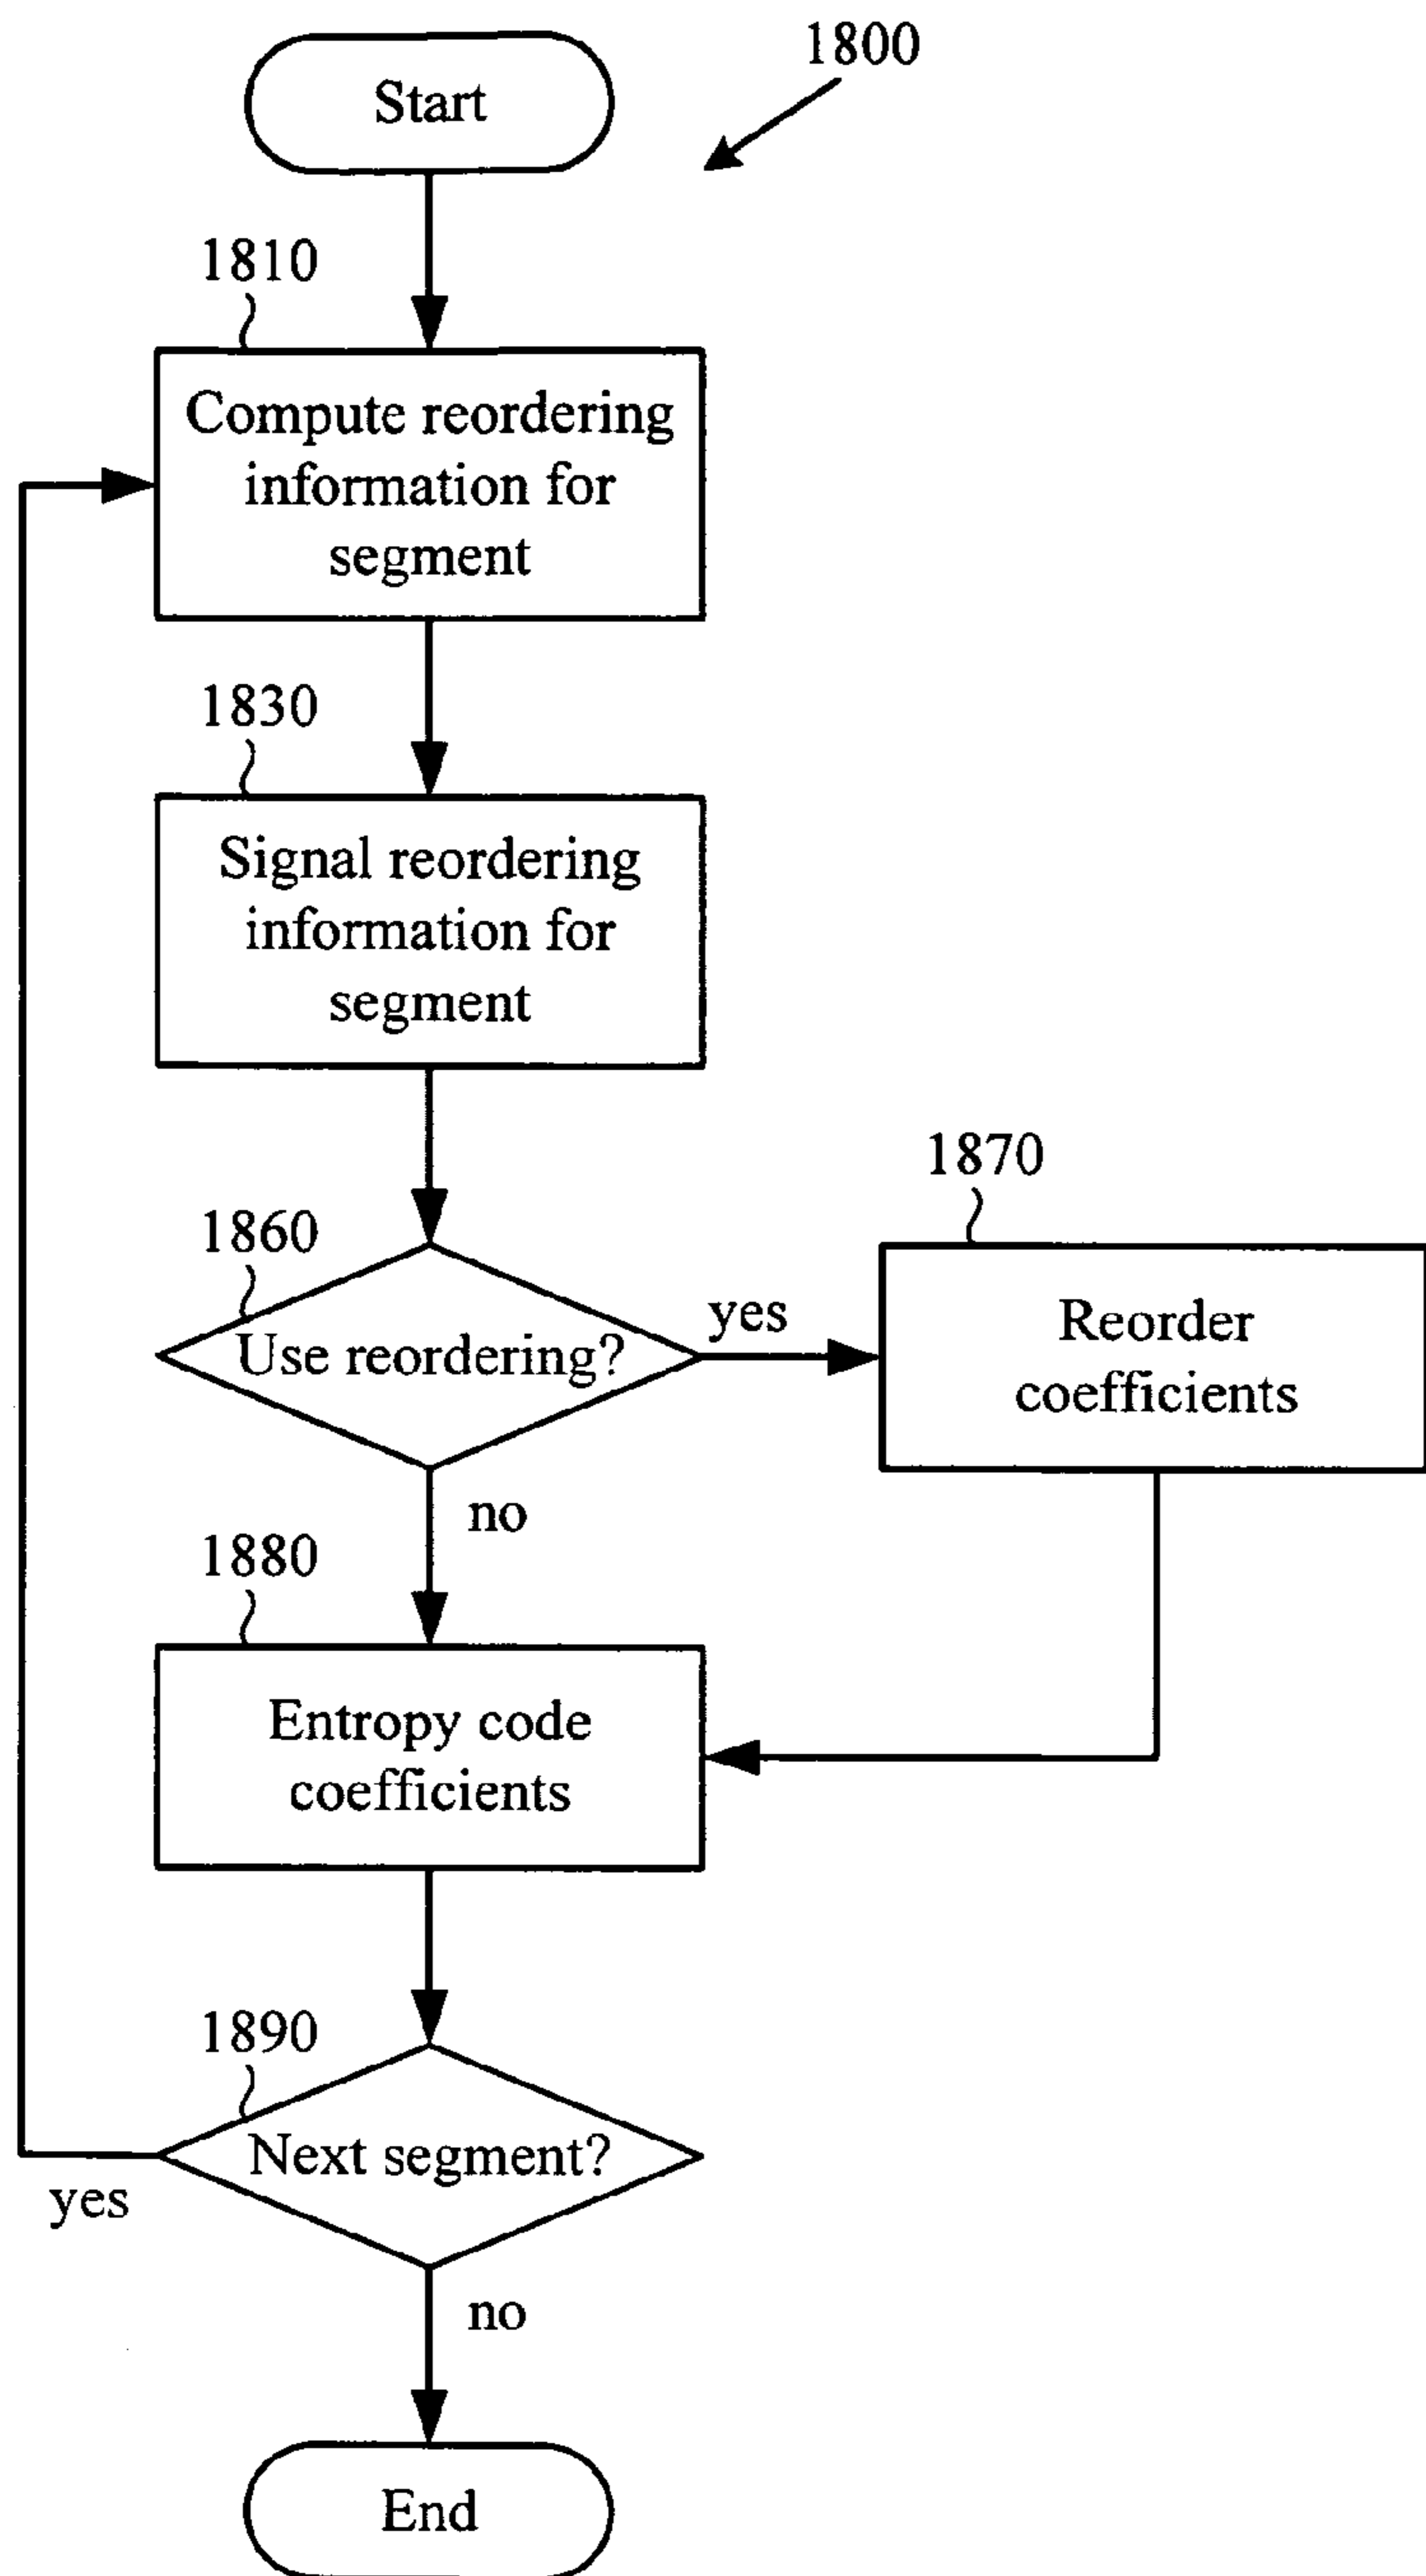 Start
1800
1810
Compute reordering
information for
segment
1830
Signal reordering
information for
segment
1860
Use reordering?
yes
1870
Reorder
coefficients
no
1880
Entropy code
coefficients
1890
Next segment?
yes
no
End